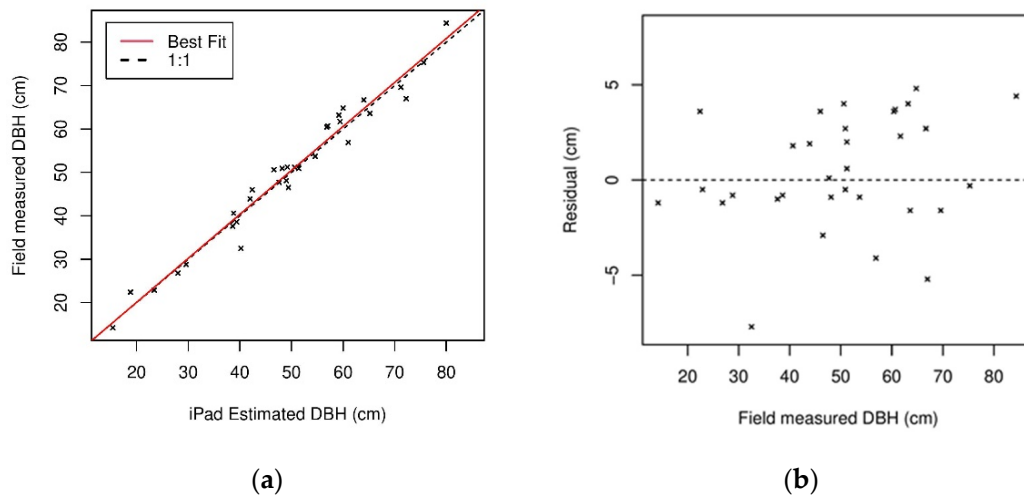 Best Fit
1:1
80
70
60
50
40
30
20
Field measured DBH (cm)
20 30 40 50 60 70 80
iPad Estimated DBH (cm)
(a)
5
0
−5
Residual (cm)
20 30 40 50 60 70 80
Field measured DBH (cm)
(b)